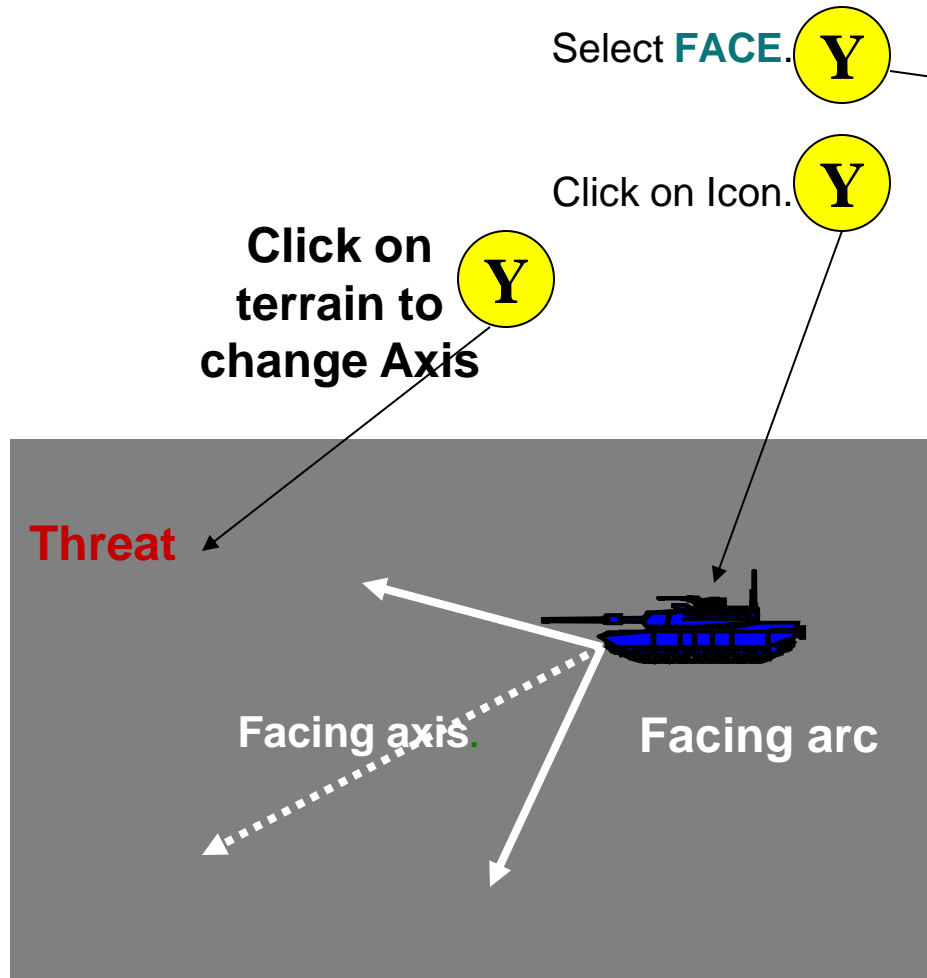 Select FACE.
Y
Click on Icon.
Y
Click on
terrain to
change Axis
Y
Threat
Facing axis.
Facing arc